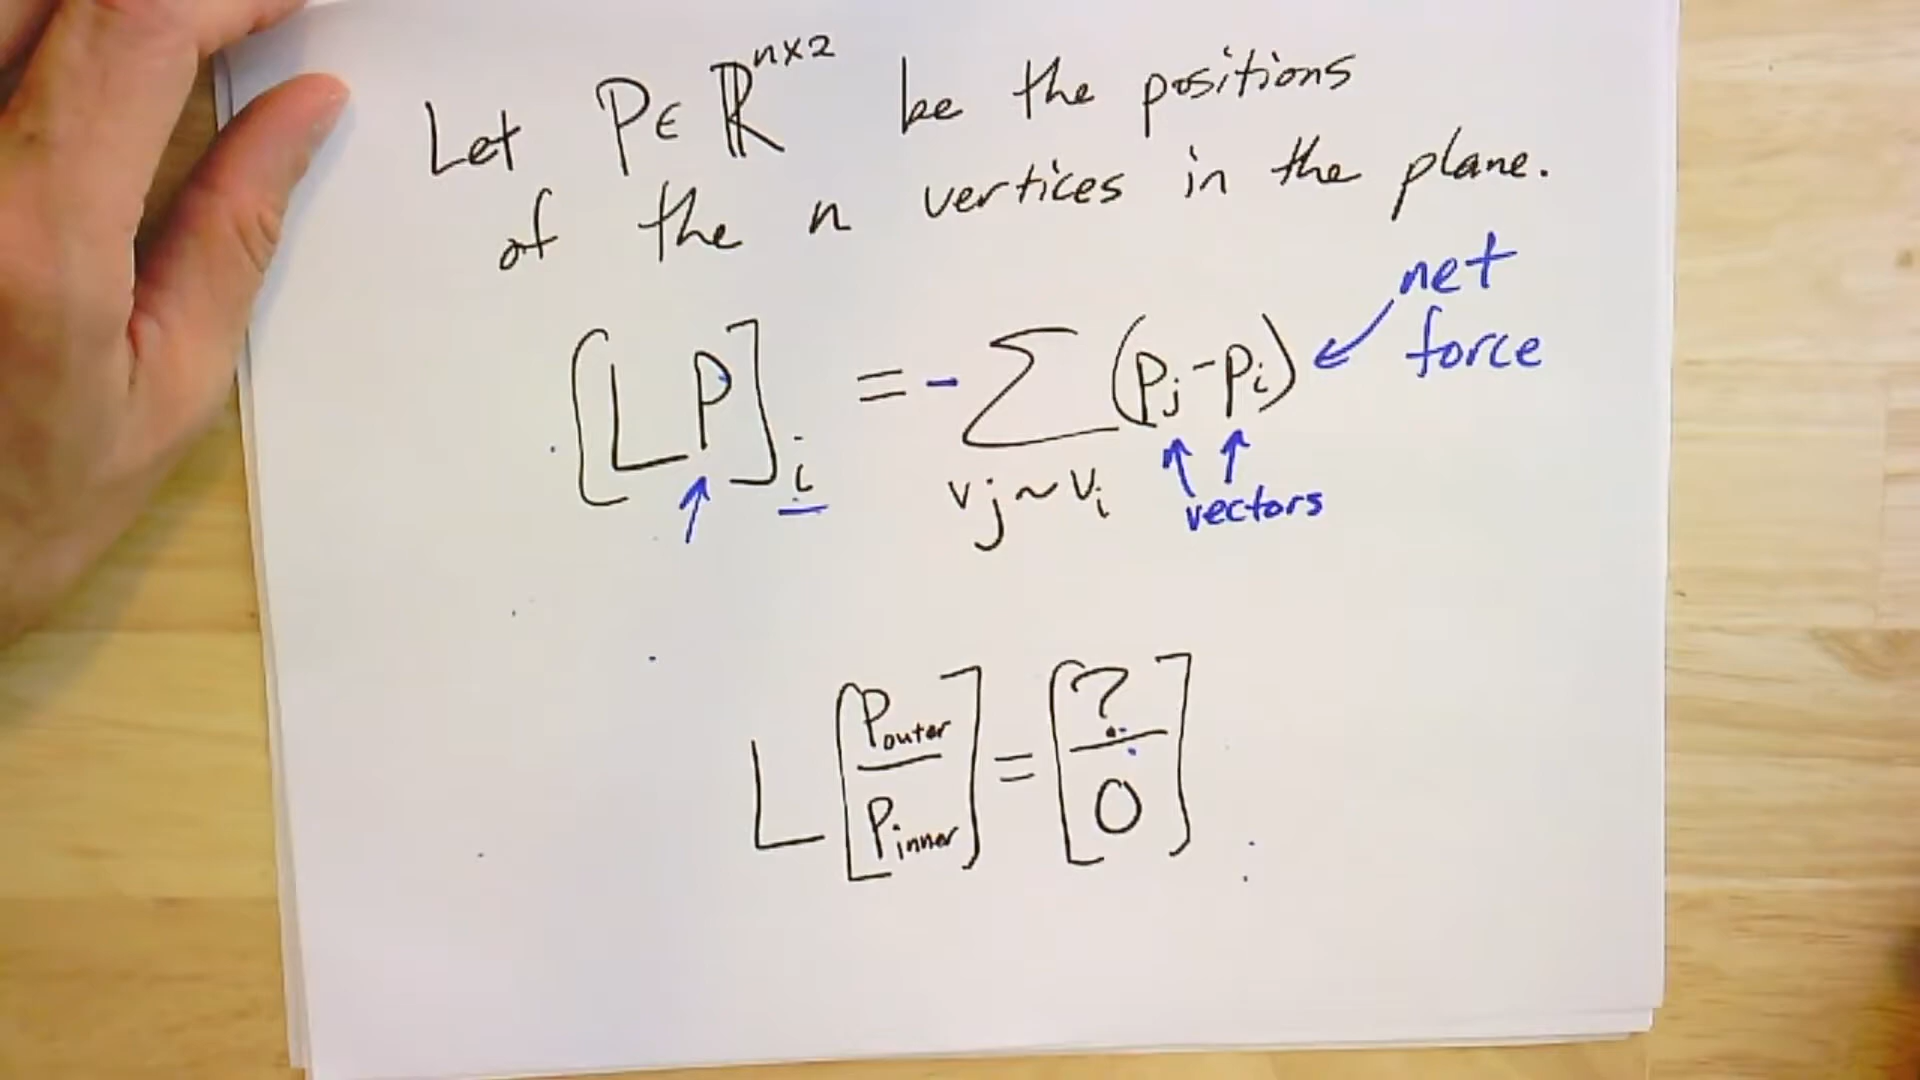 Let P∈ ℝ^{n×2} be the positions
of the n vertices in the plane.
net
force
[LP]_i = -∑_{v_j∼v_i} (p_j-p_i)
↑ ↑ ↑
vectors
L [P_outer / P_inner] = [? / 0]